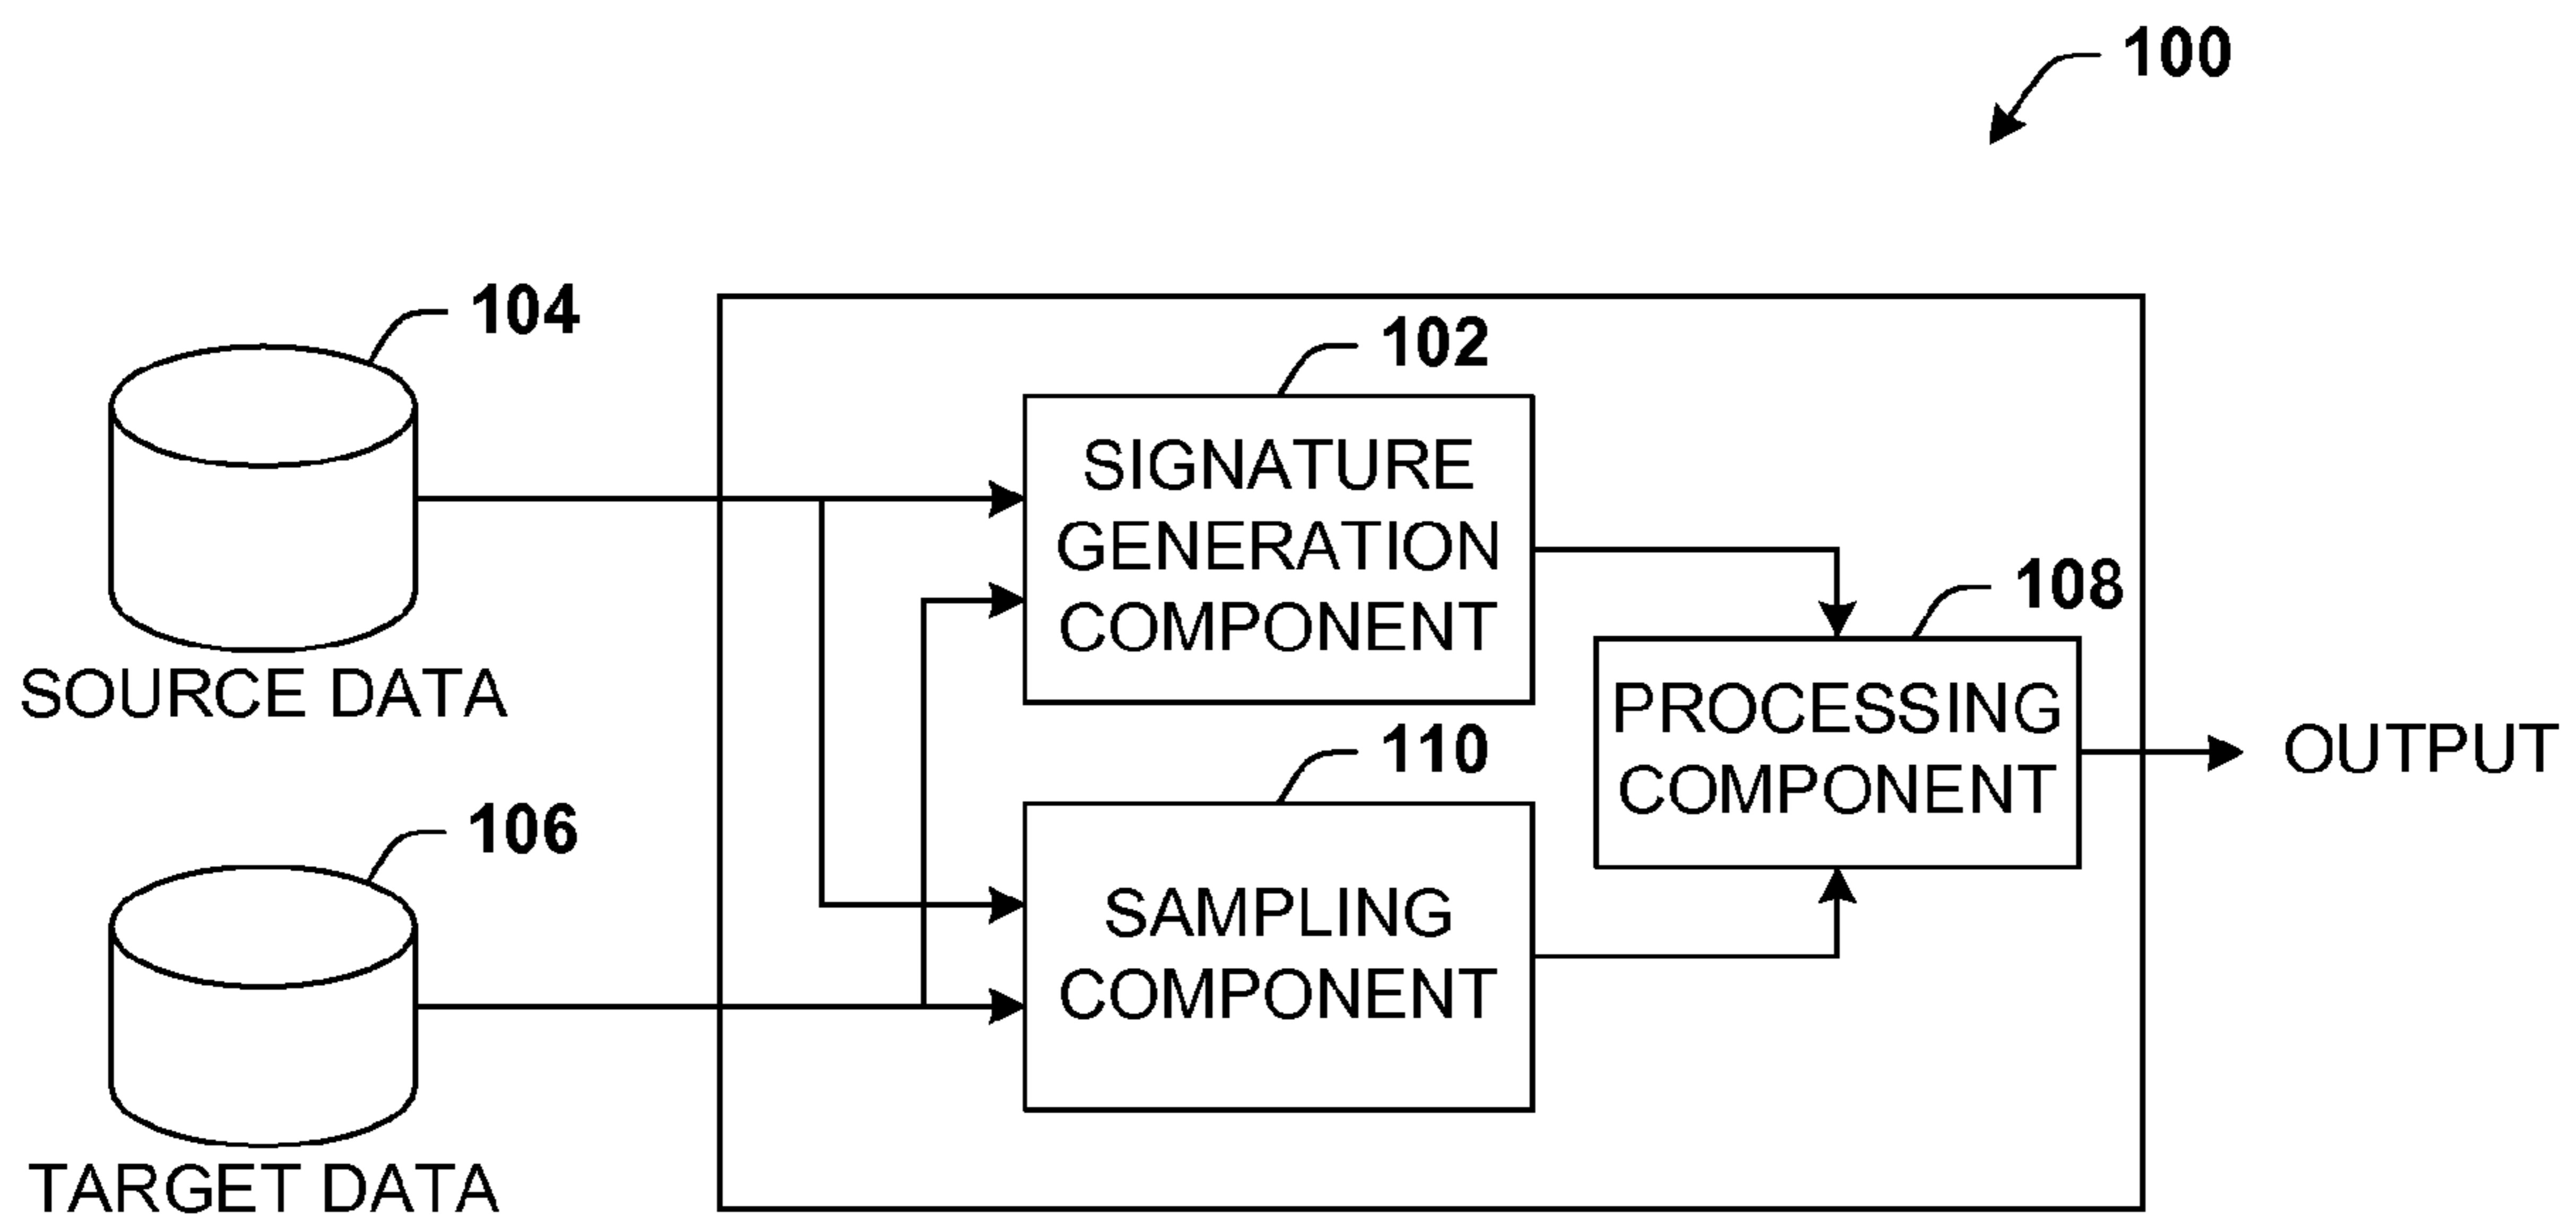 100
104
102
SIGNATURE
GENERATION
COMPONENT
108
SOURCE DATA
PROCESSING
COMPONENT
OUTPUT
110
106
SAMPLING
COMPONENT
TARGET DATA